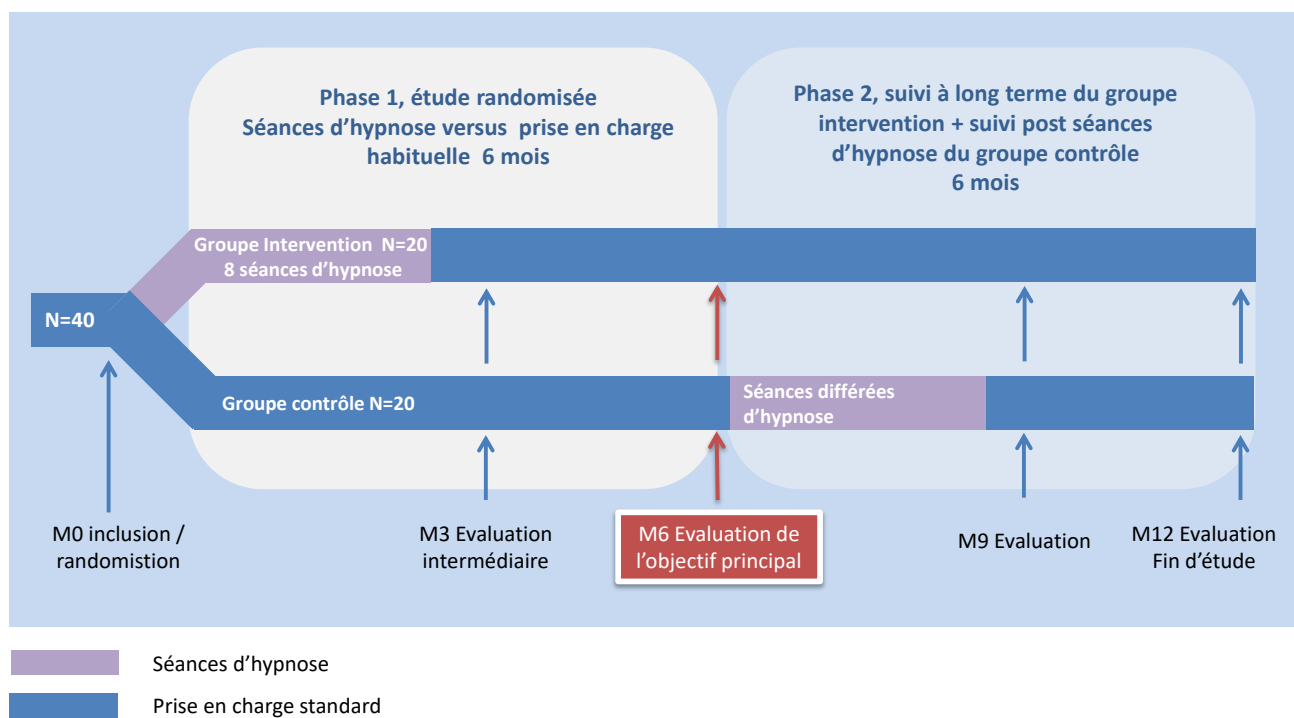 Phase 1, étude randomisée
Séances d’hypnose versus prise en charge
habituelle 6 mois
Phase 2, suivi à long terme du groupe
intervention + suivi post séances
d’hypnose du groupe contrôle
6 mois
Groupe Intervention N=20
8 séances d’hypnose
N=40
Groupe contrôle N=20
Séances différées
d’hypnose
M0 inclusion /
randomistion
M3 Evaluation
intermédiaire
M6 Evaluation de
l’objectif principal
M9 Evaluation
M12 Evaluation
Fin d’étude
Séances d’hypnose
Prise en charge standard